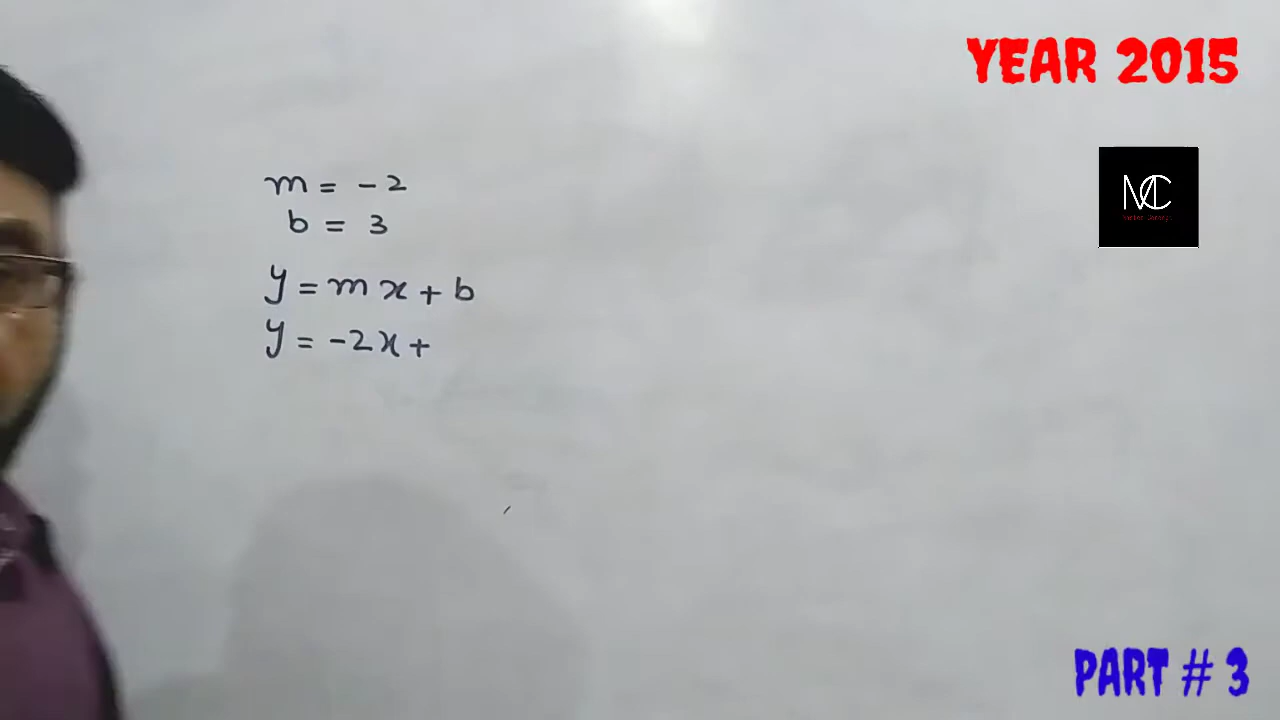 YEAR 2015
m = -2
b = 3
y = mx + b
y = -2x +
PART # 3